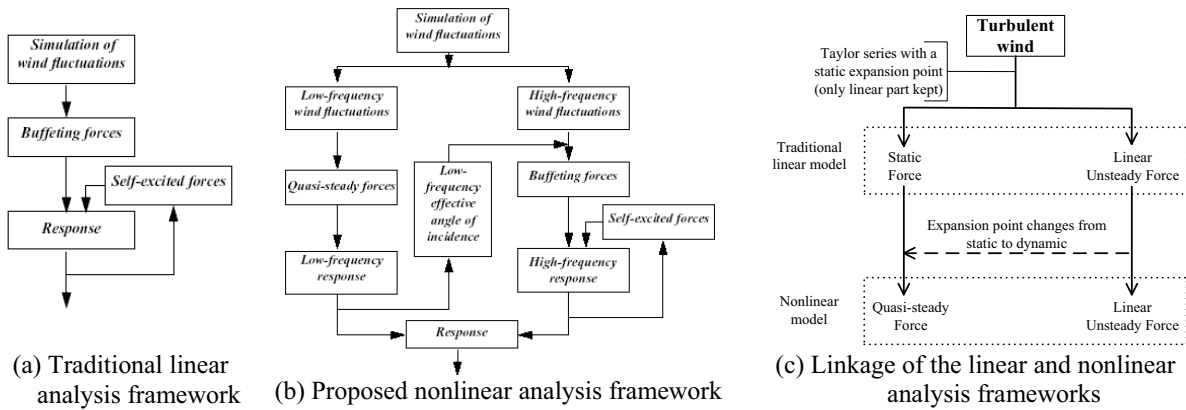 Simulation of
wind fluctuations
Buffeting forces
Self-excited forces
Response
(a) Traditional linear
analysis framework
Simulation of
wind fluctuations
Low-frequency
wind fluctuations
High-frequency
wind fluctuations
Quasi-steady forces
Low-
frequency
effective
angle of
incidence
Buffeting forces
Self-excited forces
Low-frequency
response
High-frequency
response
Response
(b) Proposed nonlinear analysis framework
Turbulent
wind
Taylor series with a
static expansion point
(only linear part kept)
Traditional
linear model
Static
Force
Linear
Unsteady Force
Expansion point changes from
static to dynamic
Nonlinear
model
Quasi-steady
Force
Linear
Unsteady Force
(c) Linkage of the linear and nonlinear
analysis frameworks